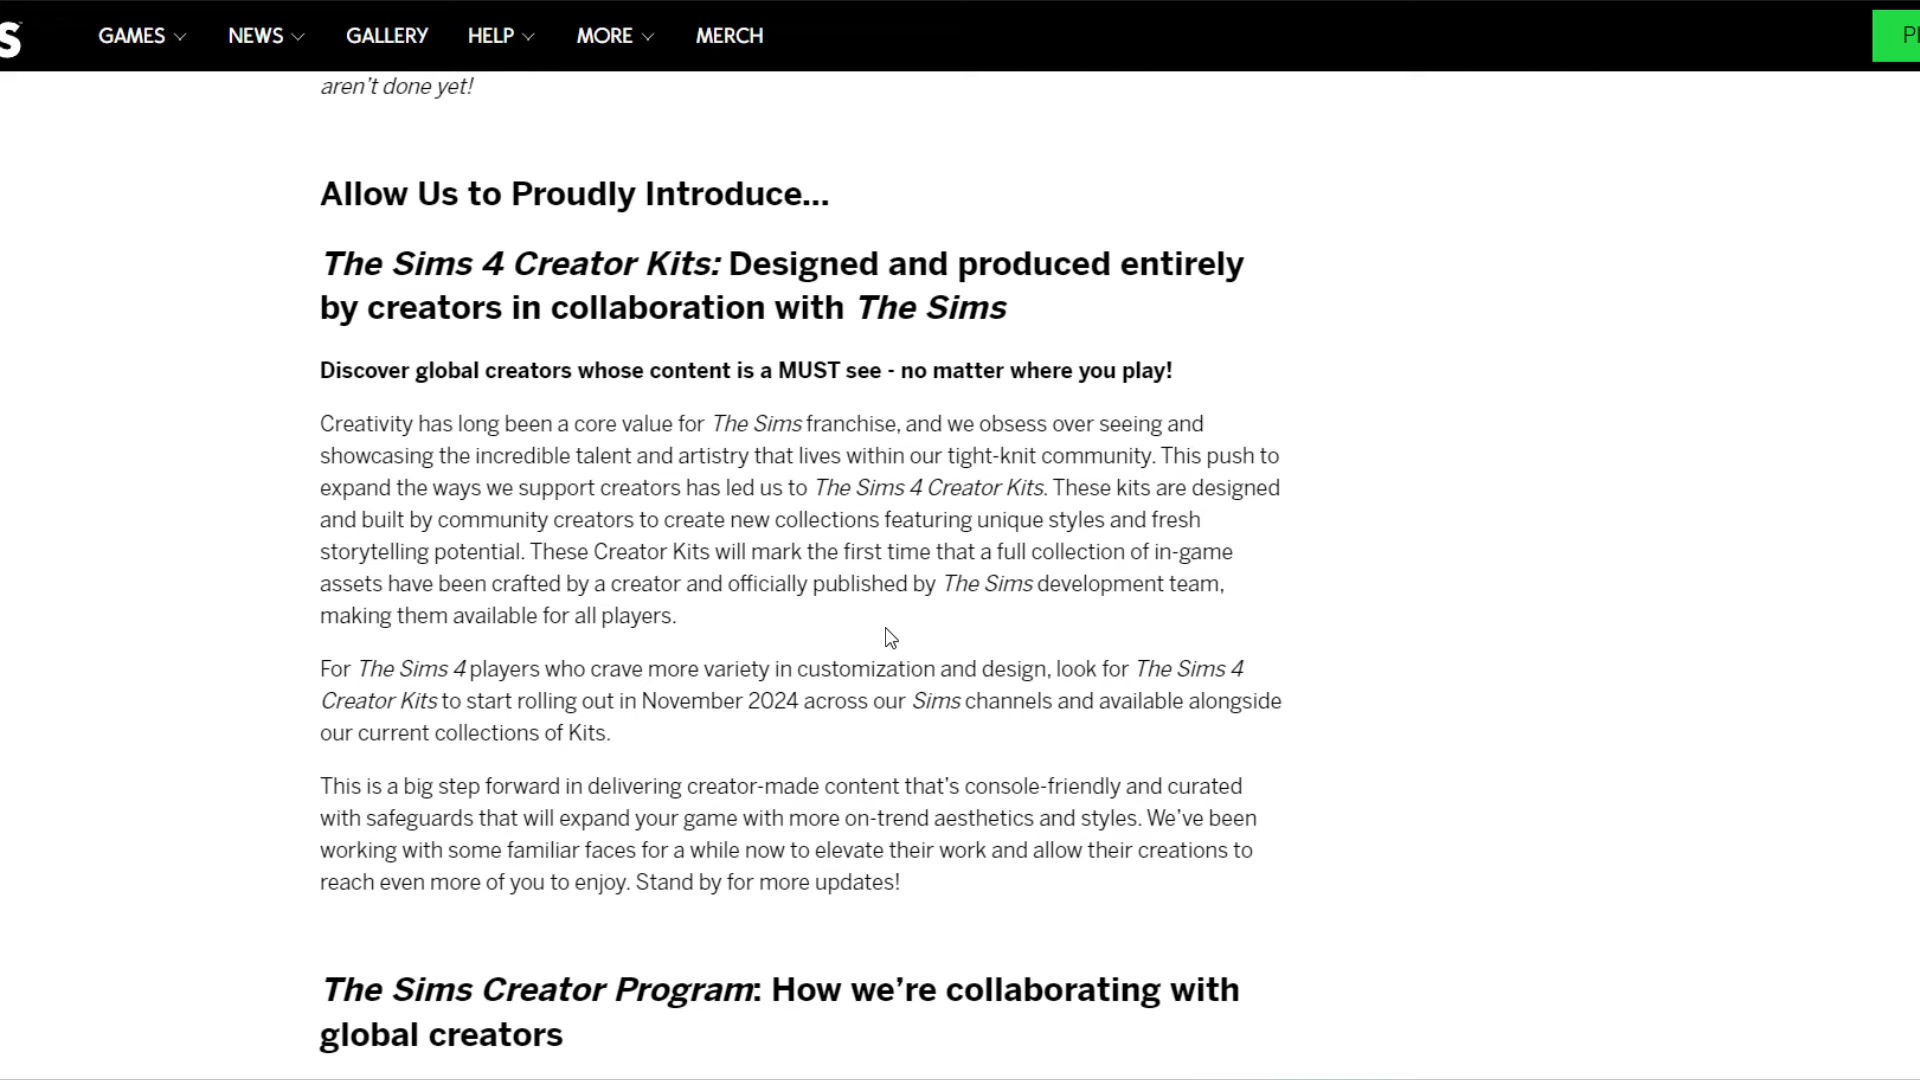 GAMES NEWS GALLERY HELP MORE MERCH
aren't done yet!
Allow Us to Proudly Introduce...
The Sims 4 Creator Kits: Designed and produced entirely
by creators in collaboration with The Sims
Discover global creators whose content is a MUST see - no matter where you play!
Creativity has long been a core value for The Sims franchise, and we obsess over seeing and
showcasing the incredible talent and artistry that lives within our tight-knit community. This push to
expand the ways we support creators has led us to The Sims 4 Creator Kits. These kits are designed
and built by community creators to create new collections featuring unique styles and fresh
storytelling potential. These Creator Kits will mark the first time that a full collection of in-game
assets have been crafted by a creator and officially published by The Sims development team,
making them available for all players.
For The Sims 4 players who crave more variety in customization and design, look for The Sims 4
Creator Kits to start rolling out in November 2024 across our Sims channels and available alongside
our current collections of Kits.
This is a big step forward in delivering creator-made content that's console-friendly and curated
with safeguards that will expand your game with more on-trend aesthetics and styles. We've been
working with some familiar faces for a while now to elevate their work and allow their creations to
reach even more of you to enjoy. Stand by for more updates!
The Sims Creator Program: How we're collaborating with
global creators